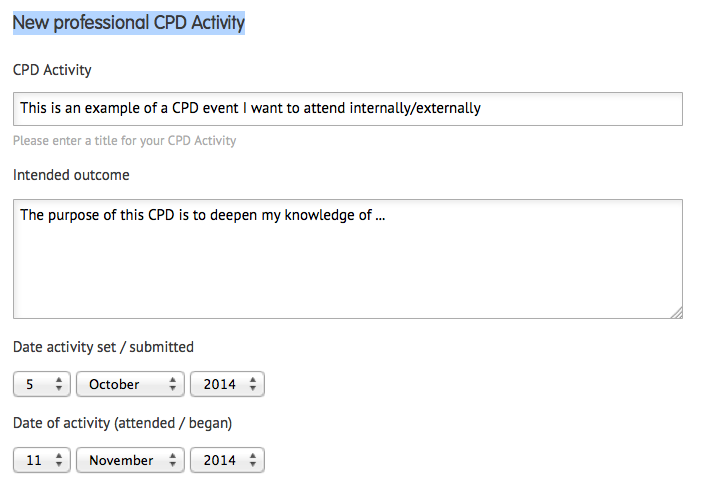 New professional CPD Activity
CPD Activity
This is an example of a CPD event I want to attend internally/externally
Please enter a title for your CPD Activity
Intended outcome
The purpose of this CPD is to deepen my knowledge of ...
Date activity set / submitted
5 October 2014
Date of activity (attended / began)
11 November 2014